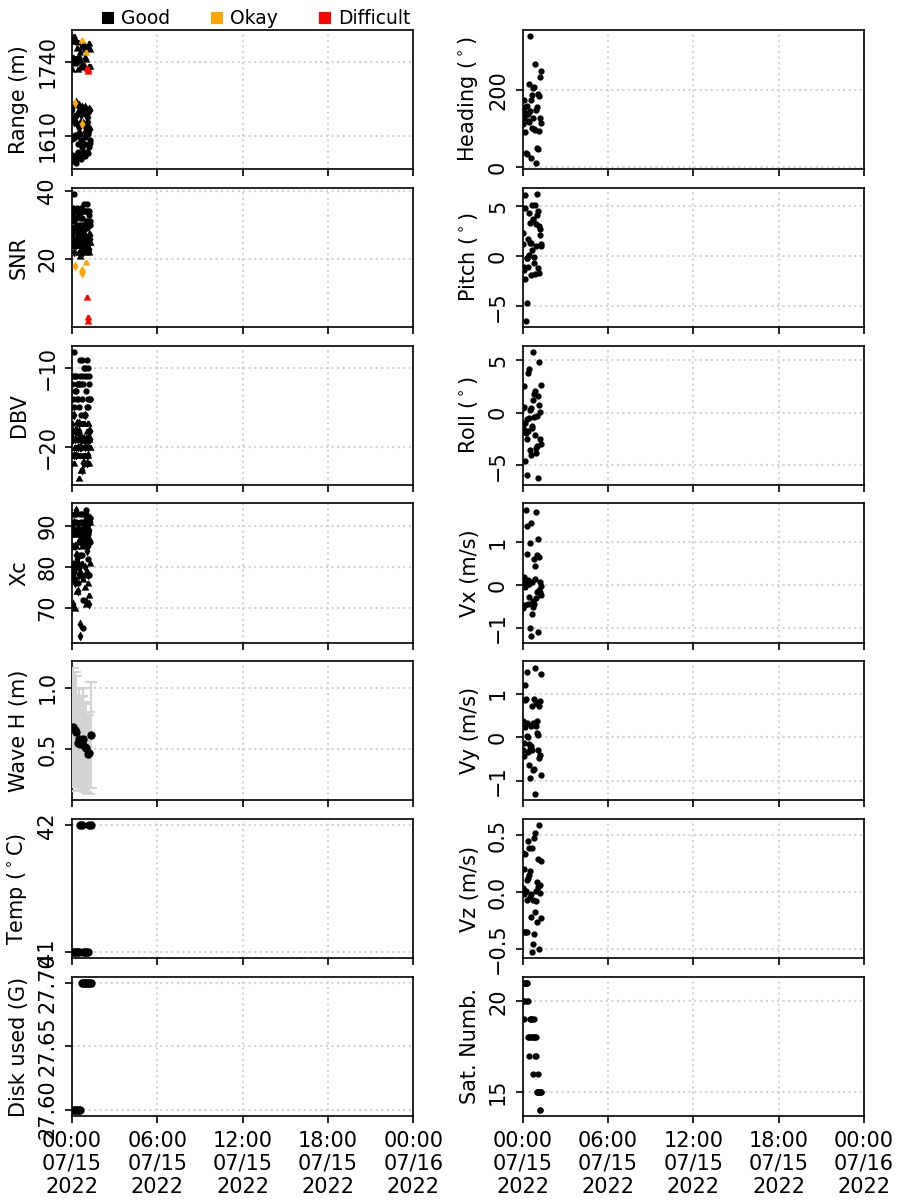 Good Okay Difficult
Range (m)
1740
1610
Heading (°)
200
0
SNR
40
20
Pitch (°)
5
0
−5
DBV
−10
−20
Roll (°)
5
0
−5
Xc
90
80
70
Vx (m/s)
1
0
−1
Wave H (m)
1.0
0.5
Vy (m/s)
1
0
−1
Temp (°C)
42
41
Vz (m/s)
0.5
0.0
−0.5
Disk used (G)
27.70
27.65
27.60
Sat. Numb.
20
15
00:00 06:00 12:00 18:00 00:00
07/15 07/15 07/15 07/15 07/16
2022 2022 2022 2022 2022
00:00 06:00 12:00 18:00 00:00
07/15 07/15 07/15 07/15 07/16
2022 2022 2022 2022 2022